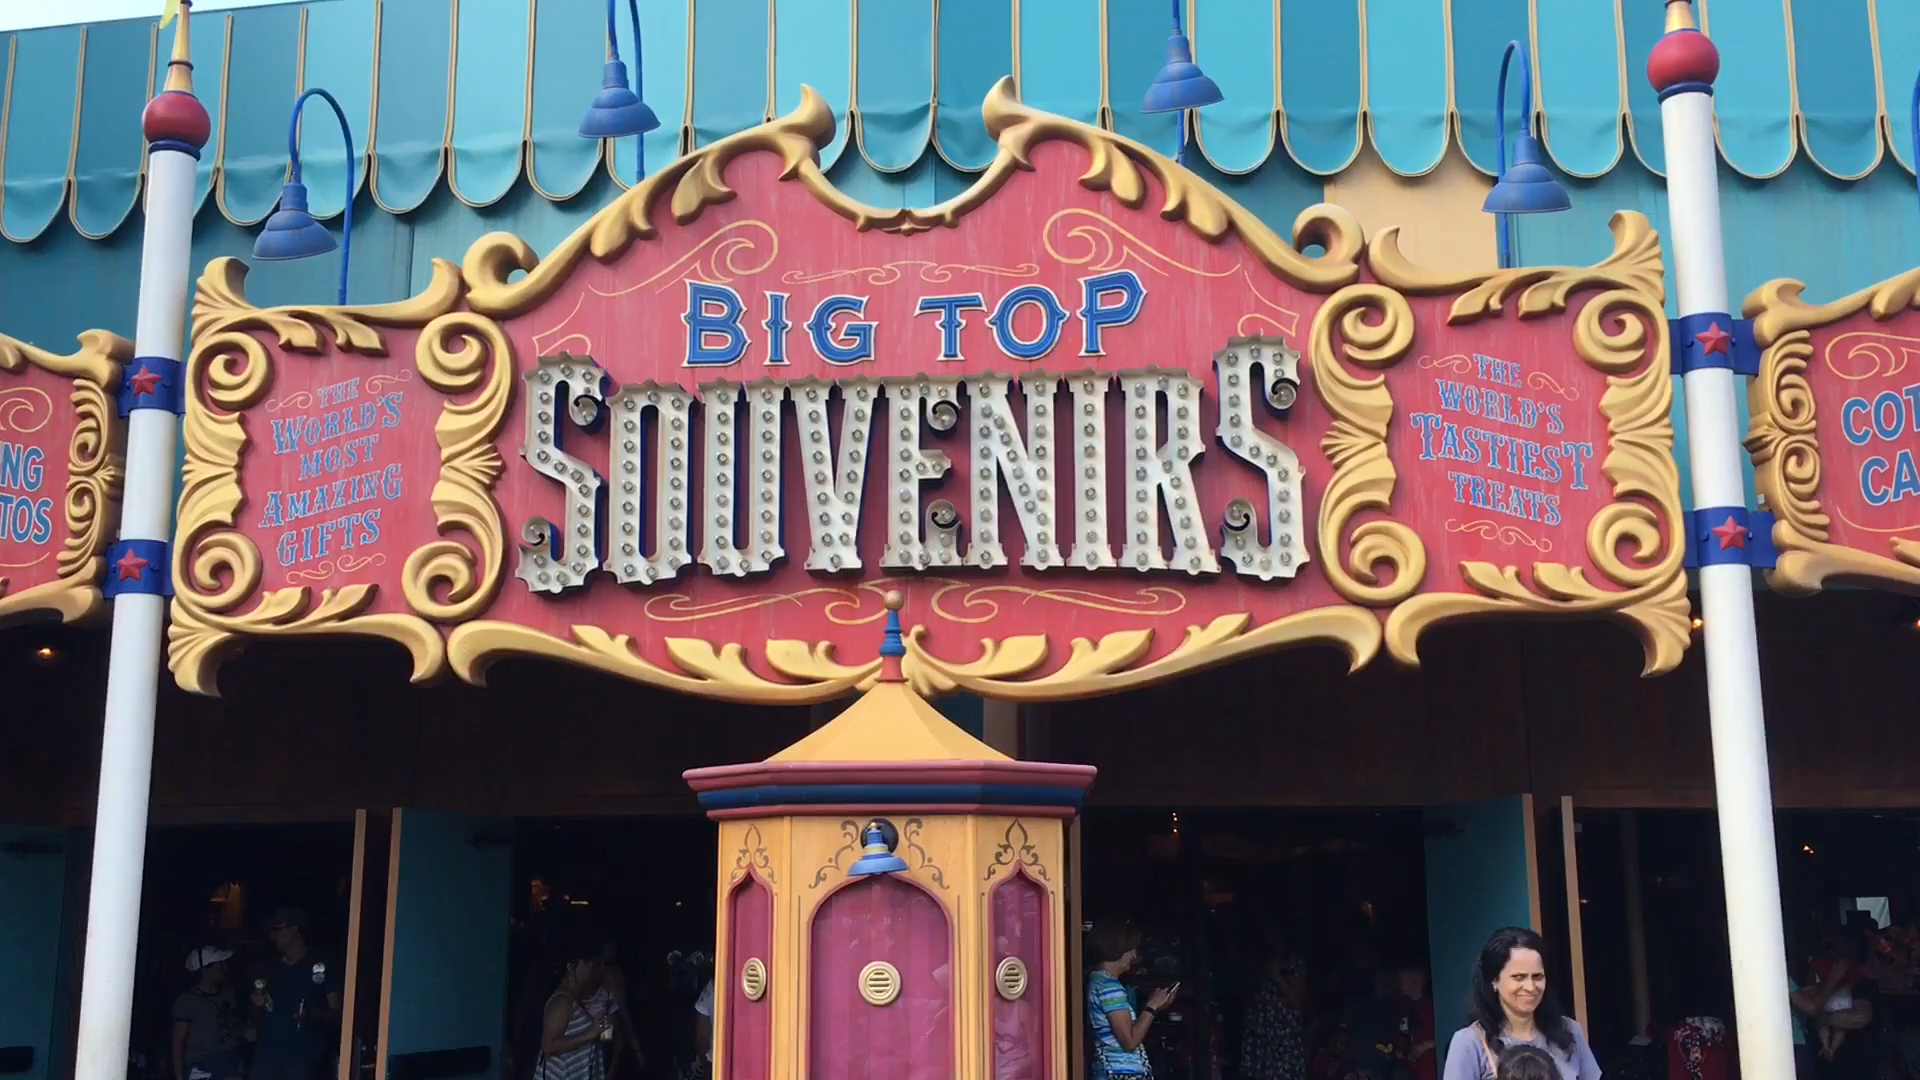 BIG TOP
SOUVENIRS
THE
WORLD'S
MOST
AMAZING
GIFTS
THE
WORLD'S
TASTIEST
TREATS